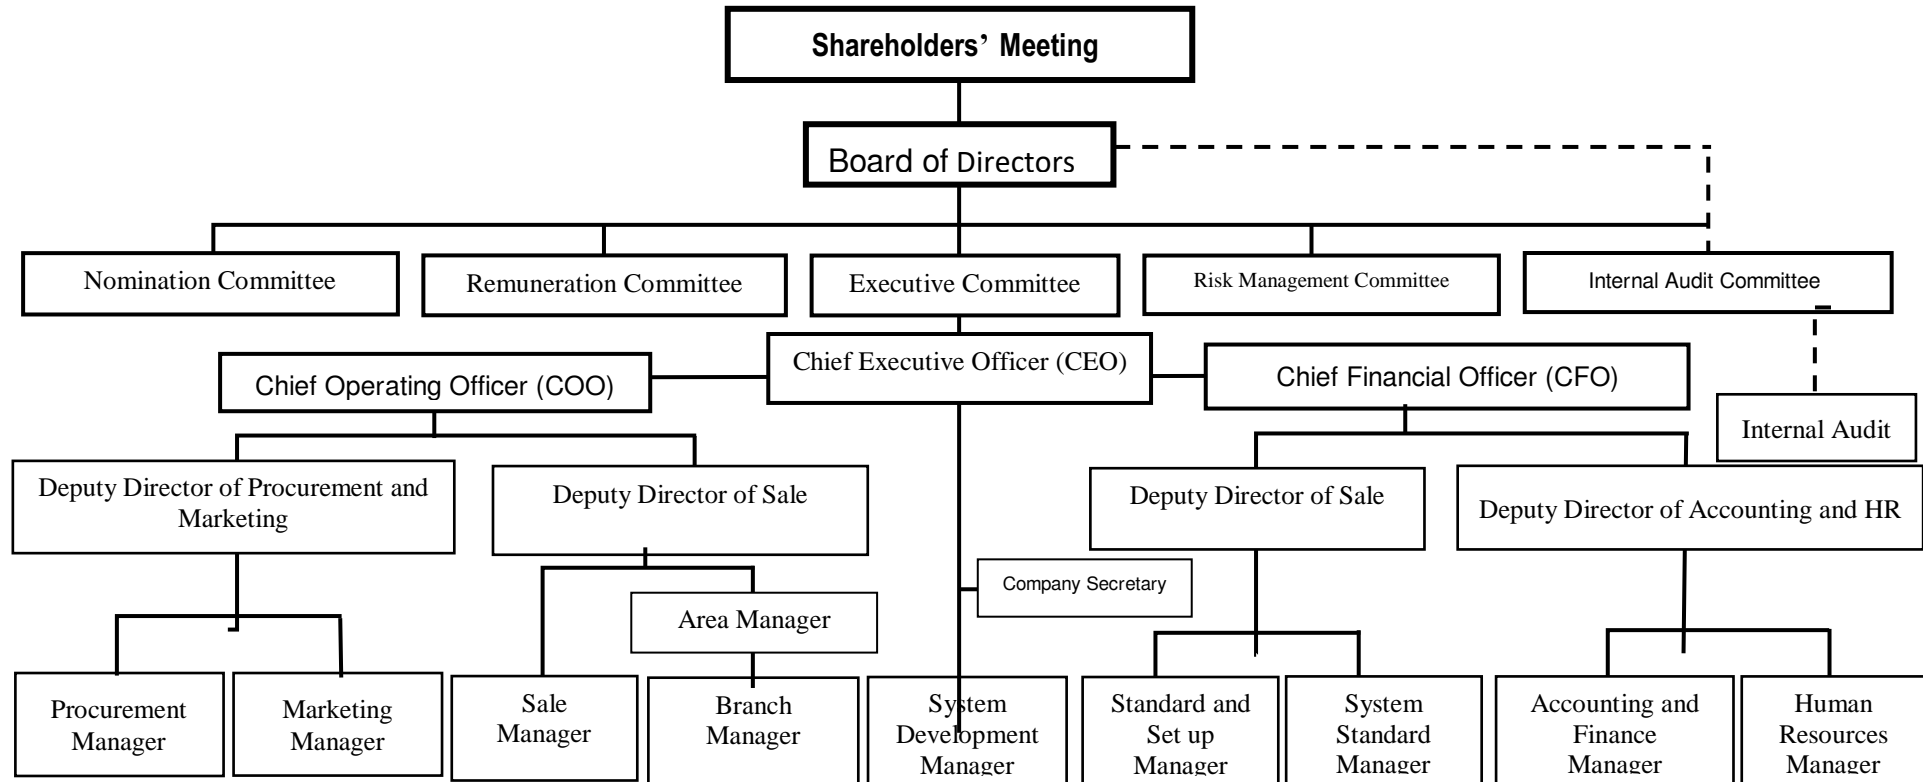 Shareholders’ Meeting
Board of Directors
Nomination Committee
Remuneration Committee
Executive Committee
Risk Management Committee
Internal Audit Committee
Chief Operating Officer (COO)
Chief Executive Officer (CEO)
Chief Financial Officer (CFO)
Internal Audit
Deputy Director of Procurement and
Marketing
Deputy Director of Sale
Deputy Director of Sale
Deputy Director of Accounting and HR
Company Secretary
Area Manager
Procurement
Manager
Marketing
Manager
Sale
Manager
Branch
Manager
System
Development
Manager
Standard and
Set up
Manager
System
Standard
Manager
Accounting and
Finance
Manager
Human
Resources
Manager